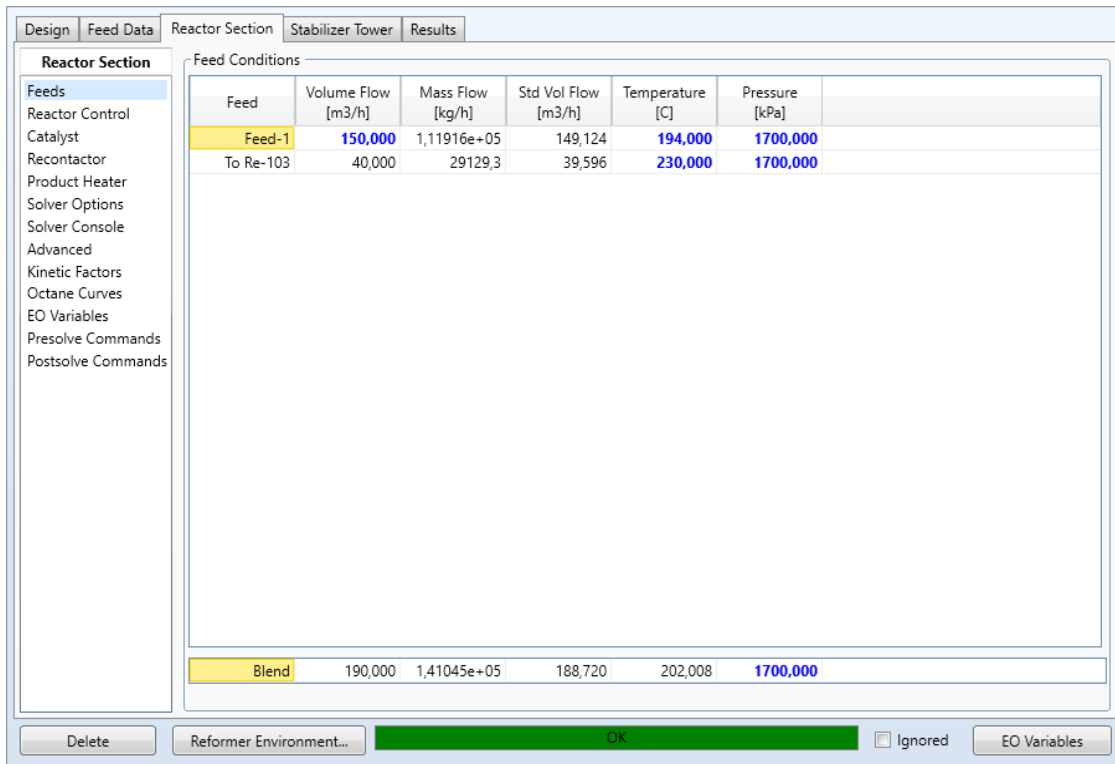 Design Feed Data Reactor Section Stabilizer Tower Results
Reactor Section
Feeds
Reactor Control
Catalyst
Recontactor
Product Heater
Solver Options
Solver Console
Advanced
Kinetic Factors
Octane Curves
EO Variables
Presolve Commands
Postsolve Commands
Feed Conditions
Feed Volume Flow [m3/h] Mass Flow [kg/h] Std Vol Flow [m3/h] Temperature [C] Pressure [kPa]
Feed-1 150,000 1,11916e+05 149,124 194,000 1700,000
To Re-103 40,000 29129,3 39,596 230,000 1700,000
Blend 190,000 1,41045e+05 188,720 202,008 1700,000
Delete Reformer Environment... OK Ignored EO Variables